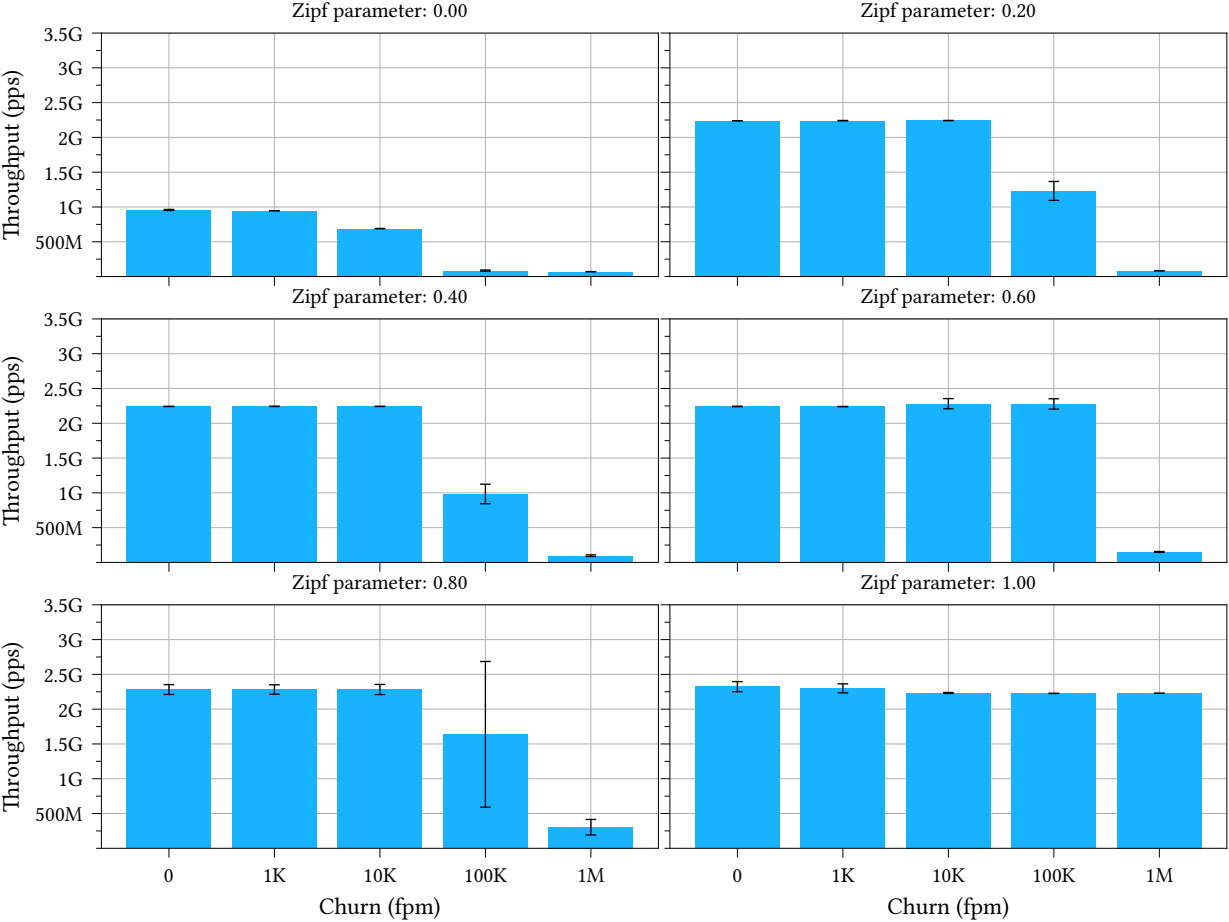 Zipf parameter: 0.00
Zipf parameter: 0.20
3.5G
3G
2.5G
2G
1.5G
1G
500M
Throughput (pps)
Zipf parameter: 0.40
Zipf parameter: 0.60
3.5G
3G
2.5G
2G
1.5G
1G
500M
Throughput (pps)
Zipf parameter: 0.80
Zipf parameter: 1.00
3.5G
3G
2.5G
2G
1.5G
1G
500M
Throughput (pps)
0 1K 10K 100K 1M
0 1K 10K 100K 1M
Churn (fpm)
Churn (fpm)